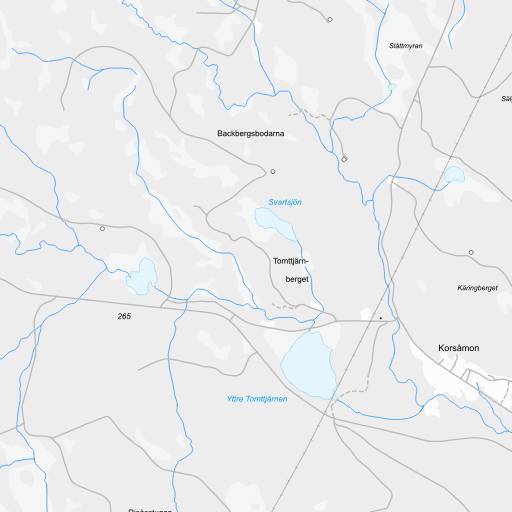 Slättmyran
Backbergsbodarna
Svartsjön
Tomttjärn-
berget
Käringberget
265
Korsåmon
Yttre Tomttjärnen